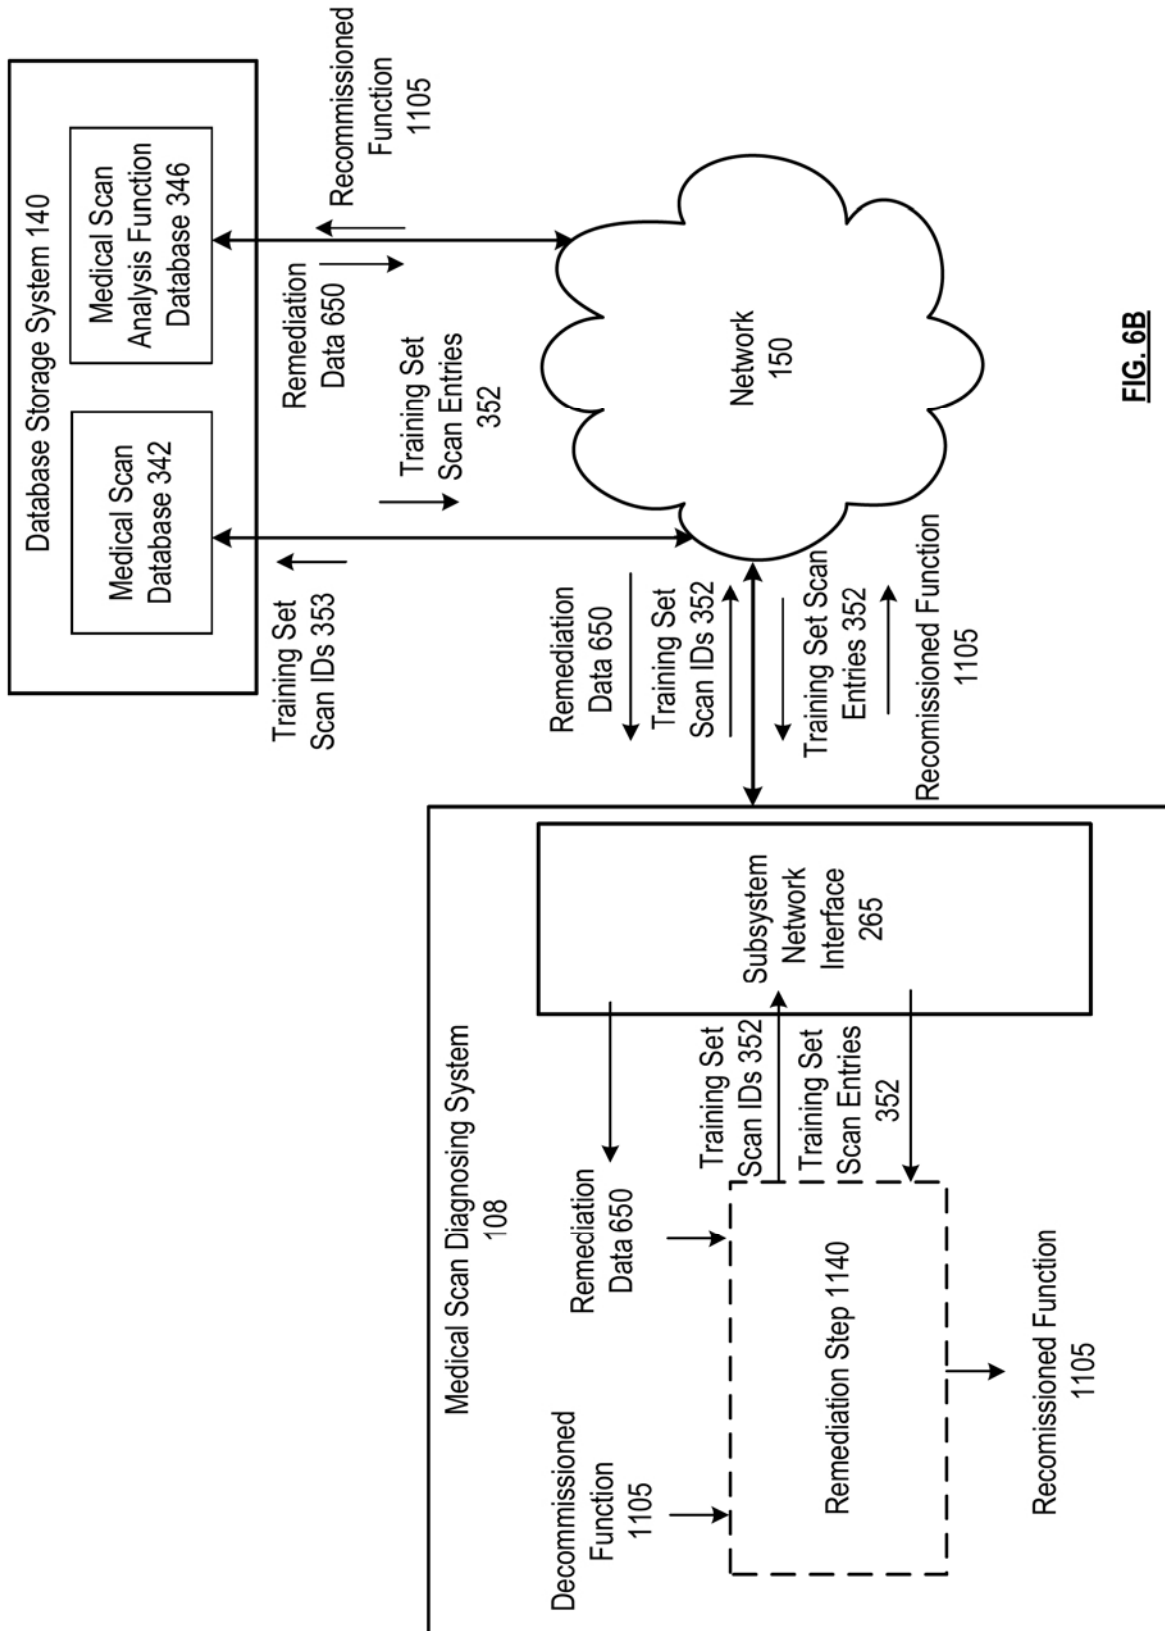 Database Storage System 140
Medical Scan
Database 342
Medical Scan
Analysis Function
Database 346
Training Set
Scan IDs 353
Training Set
Scan Entries
352
Remediation
Data 650
Recommissioned
Function
1105
Network
150
Remediation
Data 650
Training Set
Scan IDs 352
Training Set Scan
Entries 352
Recomissioned Function
1105
Medical Scan Diagnosing System
108
Subsystem
Network
Interface
265
Remediation
Data 650
Training Set
Scan IDs 352
Training Set
Scan Entries
352
Decommissioned
Function
1105
Remediation Step 1140
Recomissioned Function
1105
FIG. 6B